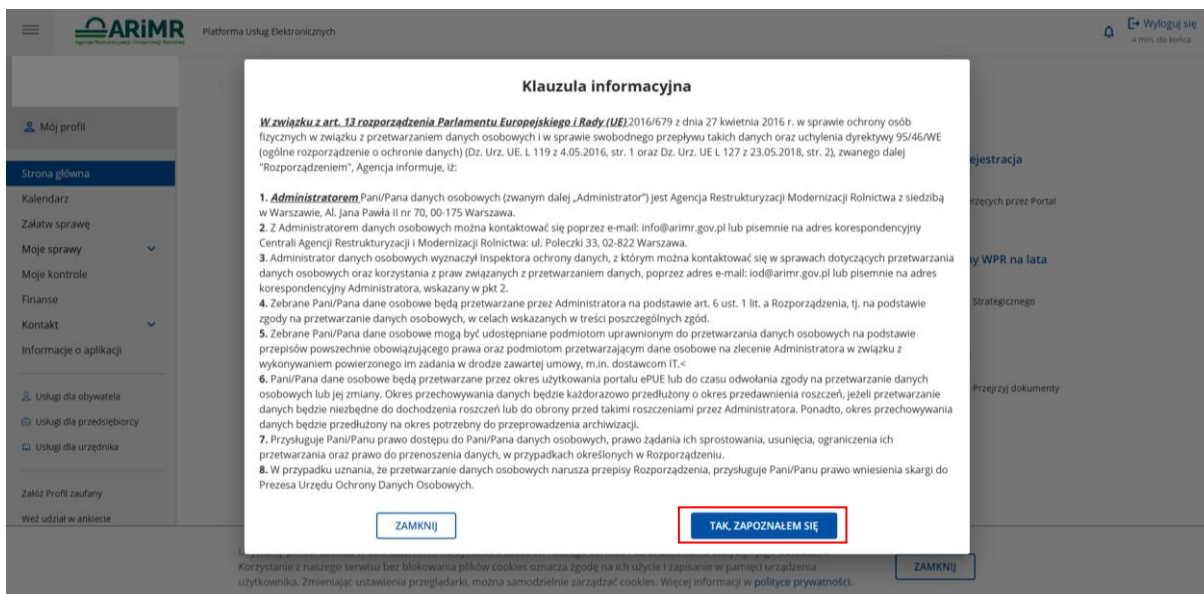 ARiMR
Agencja Restrukturyzacji i Modernizacji Rolnictwa
Platforma Usług Elektronicznych
Wyloguj się
4 min. do końca
Mój profil
Strona główna
Kalendarz
Załatw sprawę
Moje sprawy
Moje kontrole
Finanse
Kontakt
Informacje o aplikacji
Usługi dla obywatela
Usługi dla przedsiębiorcy
Usługi dla urzędnika
Załóż Profil zaufany
Weź udział w ankiecie
Klauzula informacyjna
W związku z art. 13 rozporządzenia Parlamentu Europejskiego i Rady (UE) 2016/679 z dnia 27 kwietnia 2016 r. w sprawie ochrony osób
fizycznych w związku z przetwarzaniem danych osobowych i w sprawie swobodnego przepływu takich danych oraz uchylenia dyrektywy 95/46/WE
(ogólne rozporządzenie o ochronie danych) (Dz. Urz. UE. L 119 z 4.05.2016, str. 1 oraz Dz. Urz. UE L 127 z 23.05.2018, str. 2), zwanego dalej
"Rozporządzeniem", Agencja informuje, iż:
1. Administratorem Pani/Pana danych osobowych (zwanym dalej „Administrator") jest Agencja Restrukturyzacji Modernizacji Rolnictwa z siedzibą
w Warszawie, Al. Jana Pawła II nr 70, 00-175 Warszawa.
2. Z Administratorem danych osobowych można kontaktować się poprzez e-mail: info@arimr.gov.pl lub pisemnie na adres korespondencyjny
Centrali Agencji Restrukturyzacji i Modernizacji Rolnictwa: ul. Poleczki 33, 02-822 Warszawa.
3. Administrator danych osobowych wyznaczył Inspektora ochrony danych, z którym można kontaktować się w sprawach dotyczących przetwarzania
danych osobowych oraz korzystania z praw związanych z przetwarzaniem danych, poprzez adres e-mail: iod@arimr.gov.pl lub pisemnie na adres
korespondencyjny Administratora, wskazany w pkt 2.
4. Zebrane Pani/Pana dane osobowe będą przetwarzane przez Administratora na podstawie art. 6 ust. 1 lit. a Rozporządzenia, tj. na podstawie
zgody na przetwarzanie danych osobowych, w celach wskazanych w treści poszczególnych zgód.
5. Zebrane Pani/Pana dane osobowe mogą być udostępniane podmiotom uprawnionym do przetwarzania danych osobowych na podstawie
przepisów powszechnie obowiązującego prawa oraz podmiotom przetwarzającym dane osobowe na zlecenie Administratora w związku z
wykonywaniem powierzonego im zadania w drodze zawartej umowy, m.in. dostawcom IT.<
6. Pani/Pana dane osobowe będą przetwarzane przez okres użytkowania portalu ePUE lub do czasu odwołania zgody na przetwarzanie danych
osobowych lub jej zmiany. Okres przechowywania danych będzie każdorazowo przedłużony o okres przedawnienia roszczeń, jeżeli przetwarzanie
danych będzie niezbędne do dochodzenia roszczeń lub do obrony przed takimi roszczeniami przez Administratora. Ponadto, okres przechowywania
danych będzie przedłużony na okres potrzebny do przeprowadzenia archiwizacji.
7. Przysługuje Pani/Panu prawo dostępu do Pani/Pana danych osobowych, prawo żądania ich sprostowania, usunięcia, ograniczenia ich
przetwarzania oraz prawo do przenoszenia danych, w przypadkach określonych w Rozporządzeniu.
8. W przypadku uznania, że przetwarzanie danych osobowych narusza przepisy Rozporządzenia, przysługuje Pani/Panu prawo wniesienia skargi do
Prezesa Urzędu Ochrony Danych Osobowych.
ZAMKNIJ
TAK, ZAPOZNAŁEM SIĘ
ejestracja
rzęcych przez Portal
y WPR na lata
Strategicznego
Przejrzyj dokumenty
Korzystanie z naszego serwisu bez blokowania plików cookies oznacza zgodę na ich użycie i zapisanie w pamięci urządzenia
użytkownika. Zmieniając ustawienia przeglądarki, można samodzielnie zarządzać cookies. Więcej informacji w polityce prywatności.
ZAMKNIJ